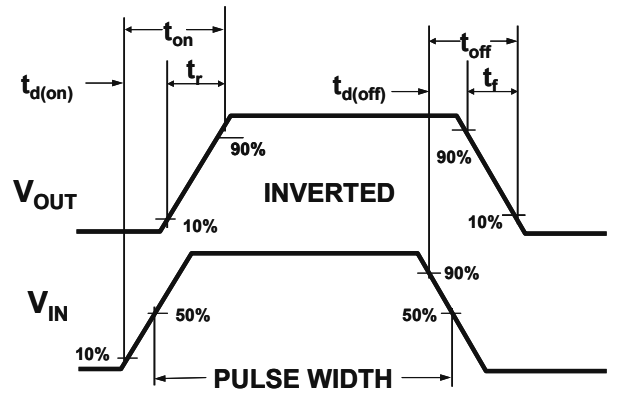 t_on t_off
t_d(on) t_r t_d(off) t_f
90% 90%
V_OUT INVERTED
10% 10%
90%
V_IN 50% 50%
10%
PULSE WIDTH